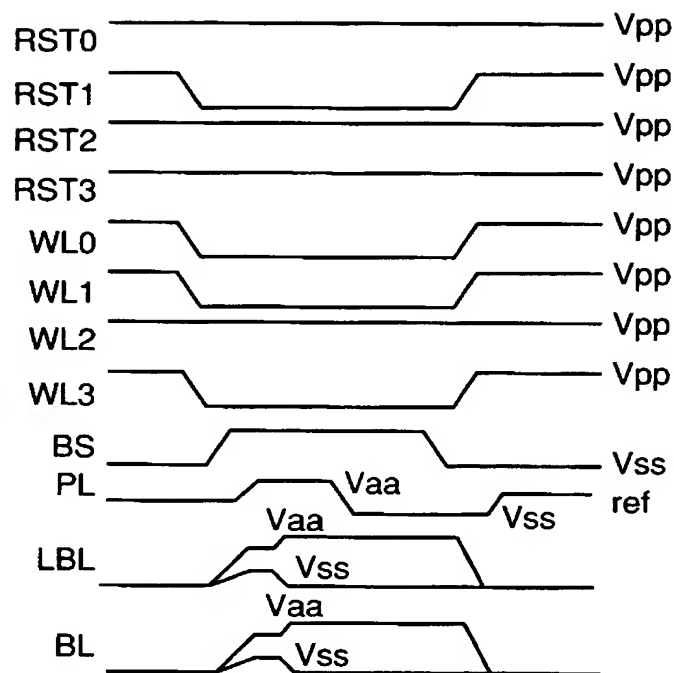 RST0 Vpp
RST1 Vpp
RST2 Vpp
RST3 Vpp
WL0 Vpp
WL1 Vpp
WL2 Vpp
WL3 Vpp
BS Vss
PL Vaa Vss ref
LBL Vaa Vss
BL Vaa Vss